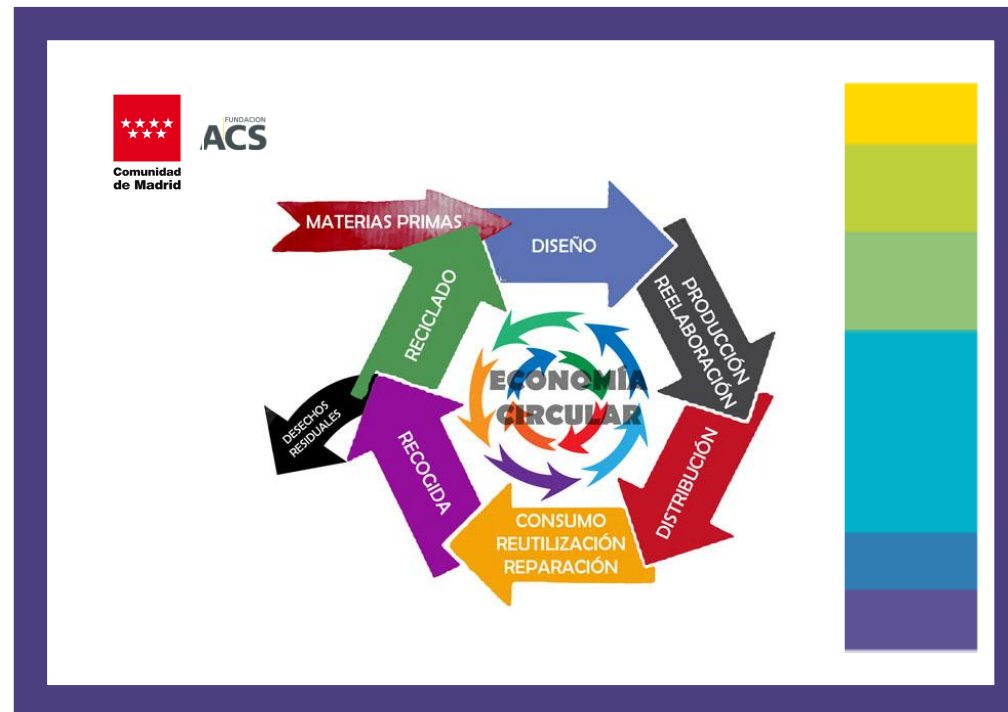 FUNDACION
ACS
Comunidad
de Madrid
MATERIAS PRIMAS
DISEÑO
PRODUCCIÓN
REELABORACIÓN
DISTRIBUCIÓN
CONSUMO
REUTILIZACIÓN
REPARACIÓN
RECOGIDA
DESECHOS
RESIDUALES
RECICLADO
ECONOMÍA
CIRCULAR